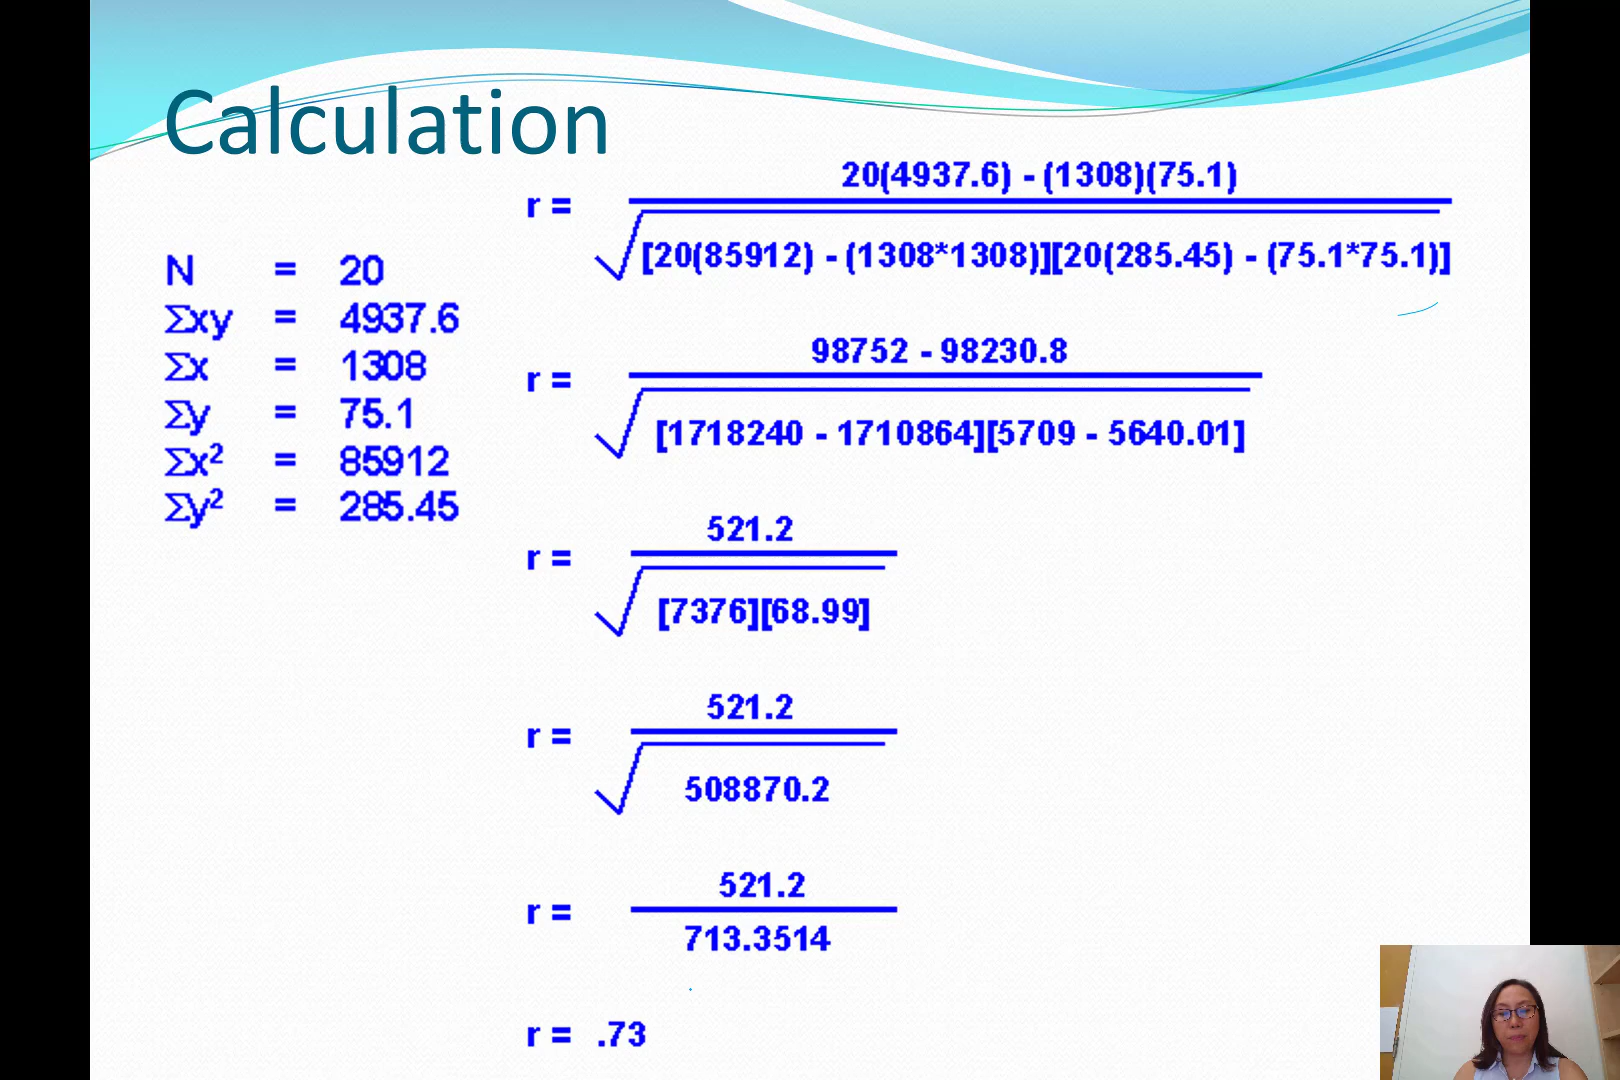 Calculation
N = 20
Σxy = 4937.6
Σx = 1308
Σy = 75.1
Σx² = 85912
Σy² = 285.45
20(4937.6) - (1308)(75.1)
r =
√[20(85912) - (1308*1308)][20(285.45) - (75.1*75.1)]
98752 - 98230.8
r =
√[1718240 - 1710864][5709 - 5640.01]
521.2
r =
√[7376][68.99]
521.2
r =
√508870.2
521.2
r =
713.3514
r = .73